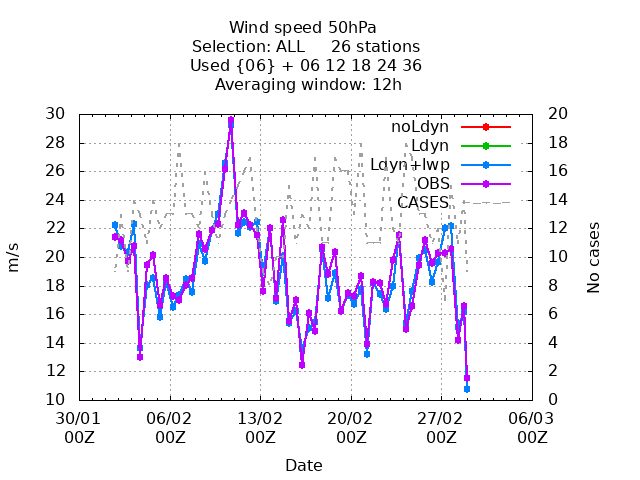 Wind speed 50hPa
Selection: ALL     26 stations
Used {06} + 06 12 18 24 36
Averaging window: 12h
30
28
26
24
22
20
18
16
14
12
10
m/s
20
18
16
14
12
10
8
6
4
2
0
No cases
noLdyn
Ldyn
Ldyn+lwp
OBS
CASES
30/01 06/02 13/02 20/02 27/02 06/03
00Z 00Z 00Z 00Z 00Z 00Z
Date